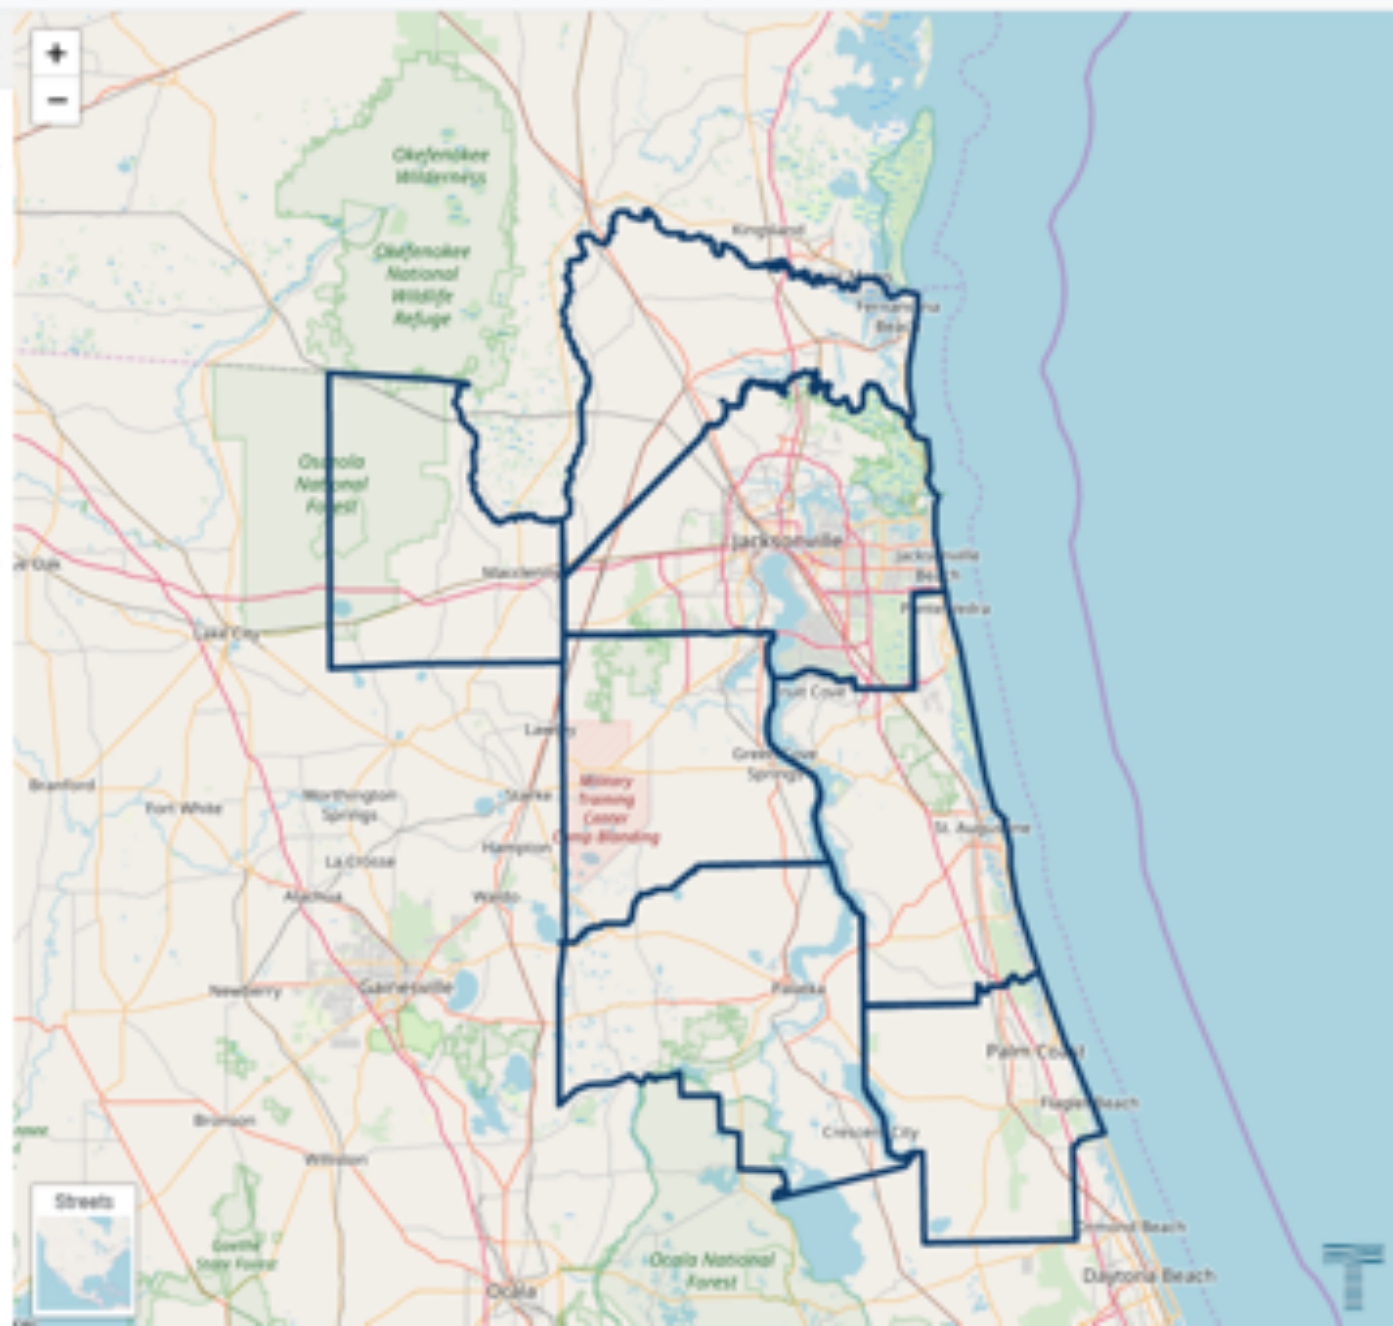 +
−
Okefenokee
Wilderness
Kingsland
Okefenokee
National
Wildlife
Refuge
Fernandina
Beach
Osceola
National
Forest
Jacksonville
Jacksonville
Beach
Macclenny
Ponte Vedra
Lake City
Fruit Cove
Lawtey
Green Cove
Springs
Branford
Fort White
Worthington
Springs
Starke
Military
Training
Center
Camp Blanding
St. Augustine
Hampton
La Crosse
Alachua
Waldo
Newberry
Gainesville
Palatka
Palm Coast
Flagler Beach
Bronson
Crescent City
Williston
Streets
Ormond Beach
Goethe
State Forest
Ocala National
Forest
Daytona Beach
Ocala